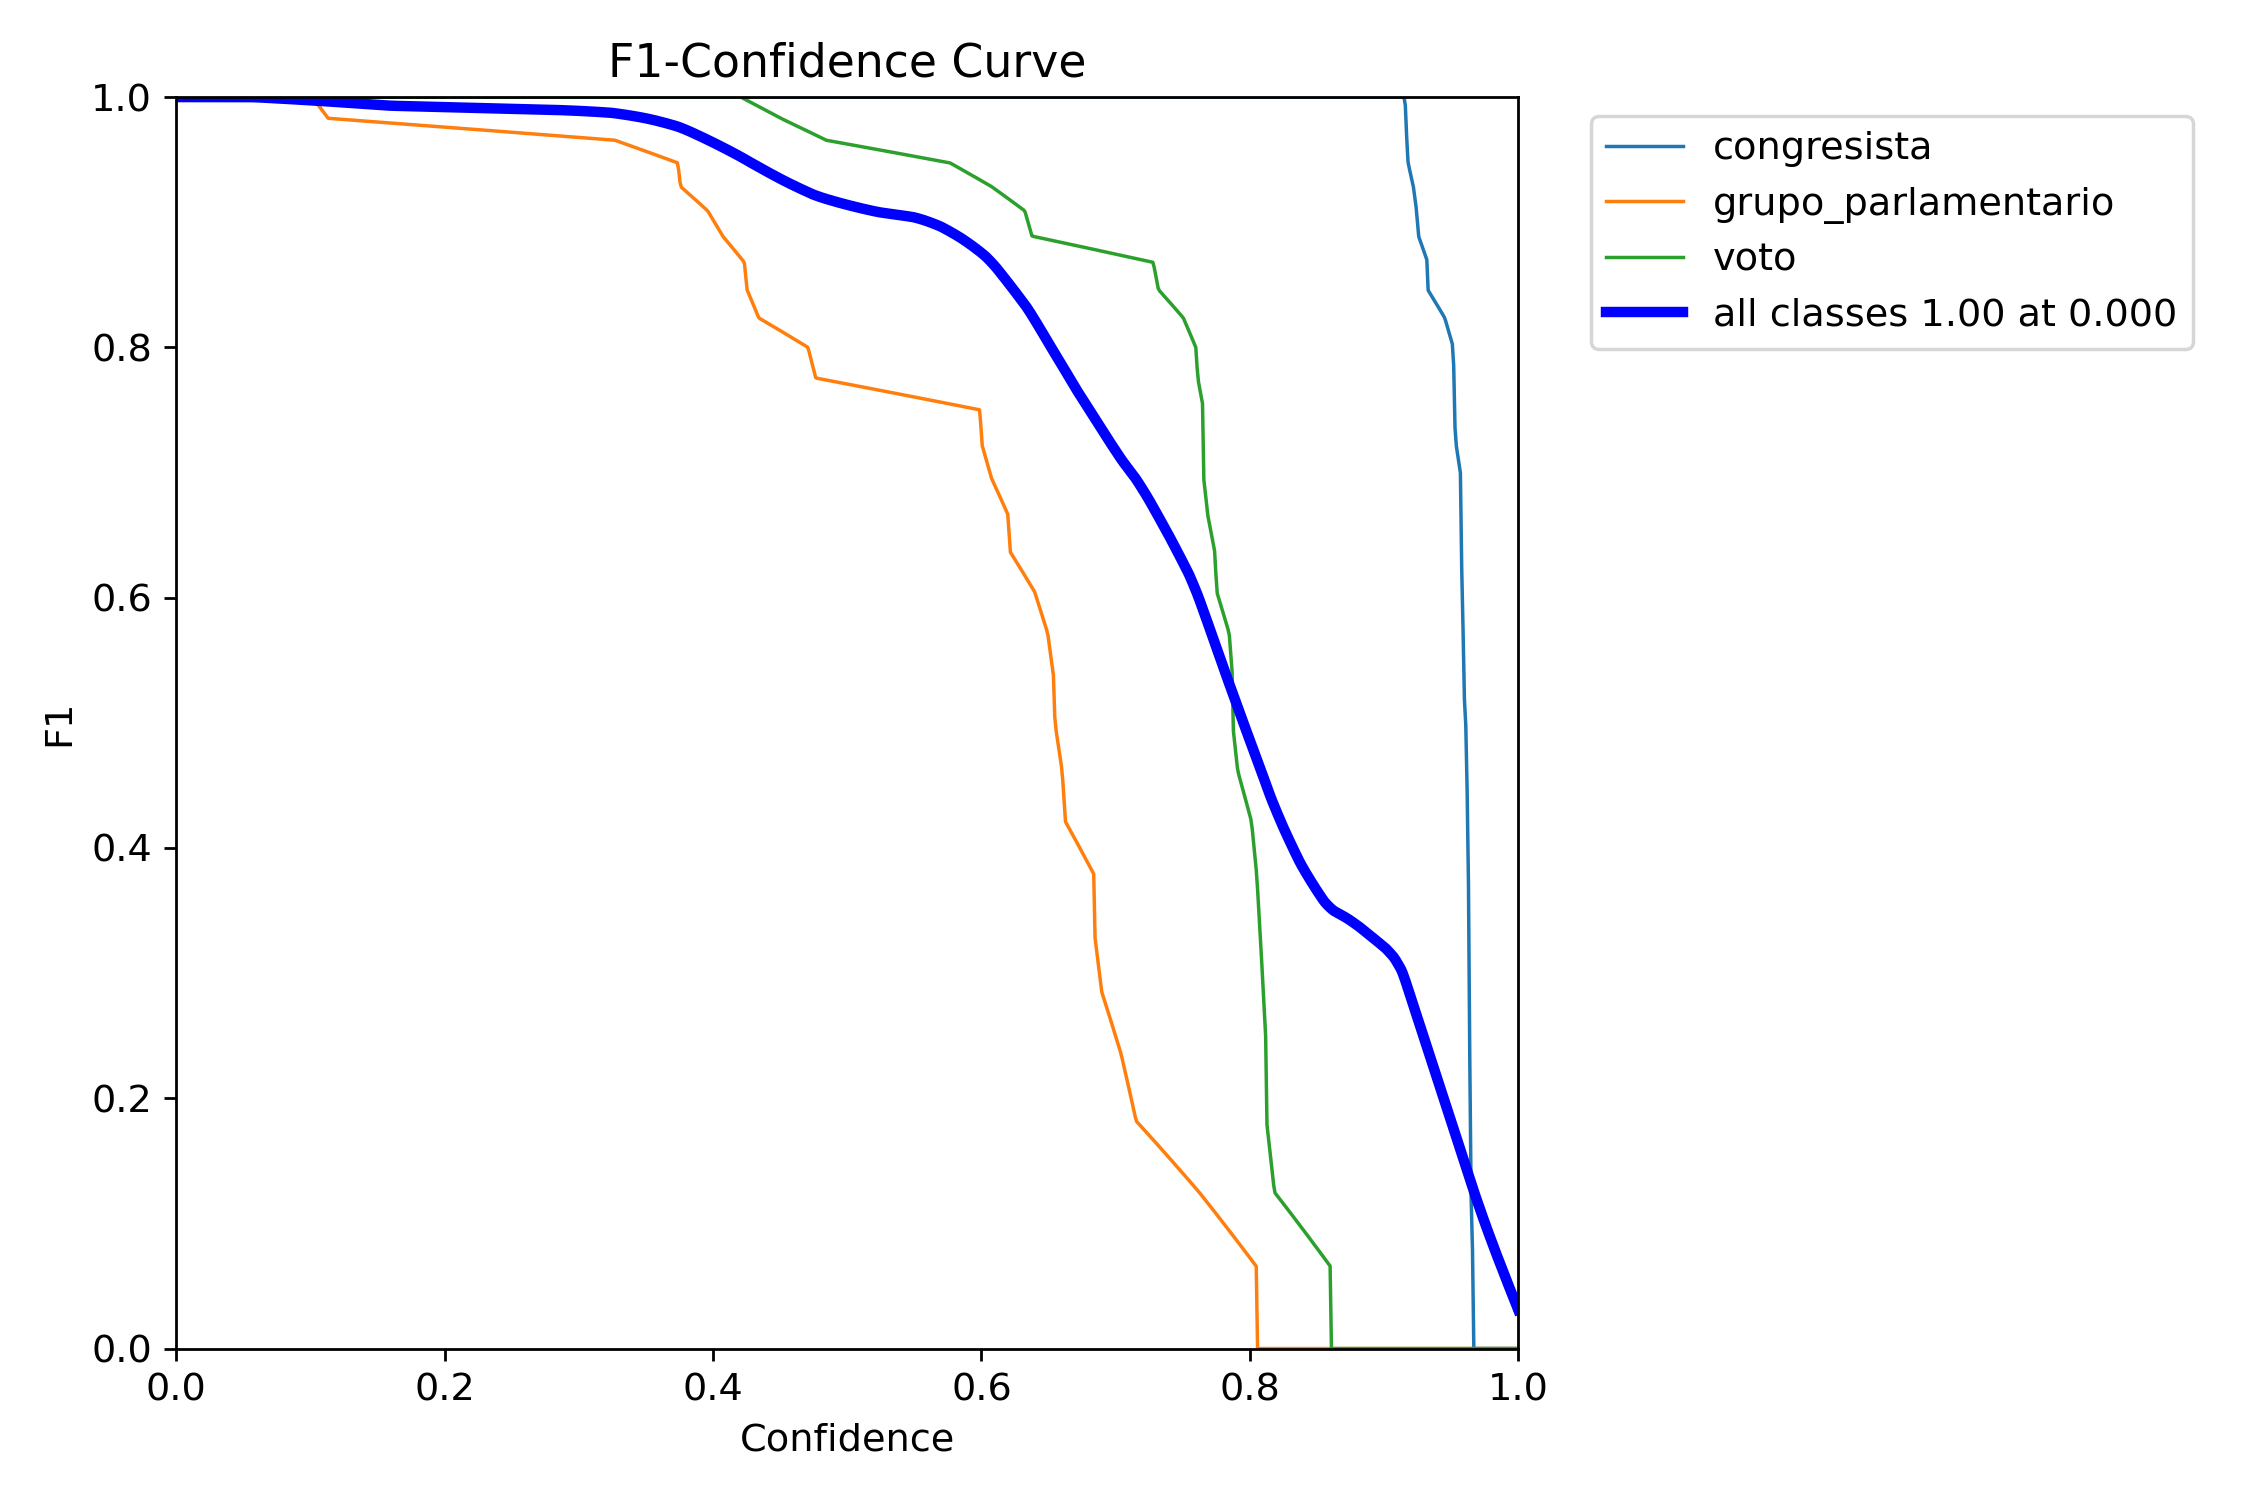 F1-Confidence Curve
1.0
0.8
0.6
0.4
0.2
0.0
F1
0.0 0.2 0.4 0.6 0.8 1.0
Confidence
congresista
grupo_parlamentario
voto
all classes 1.00 at 0.000